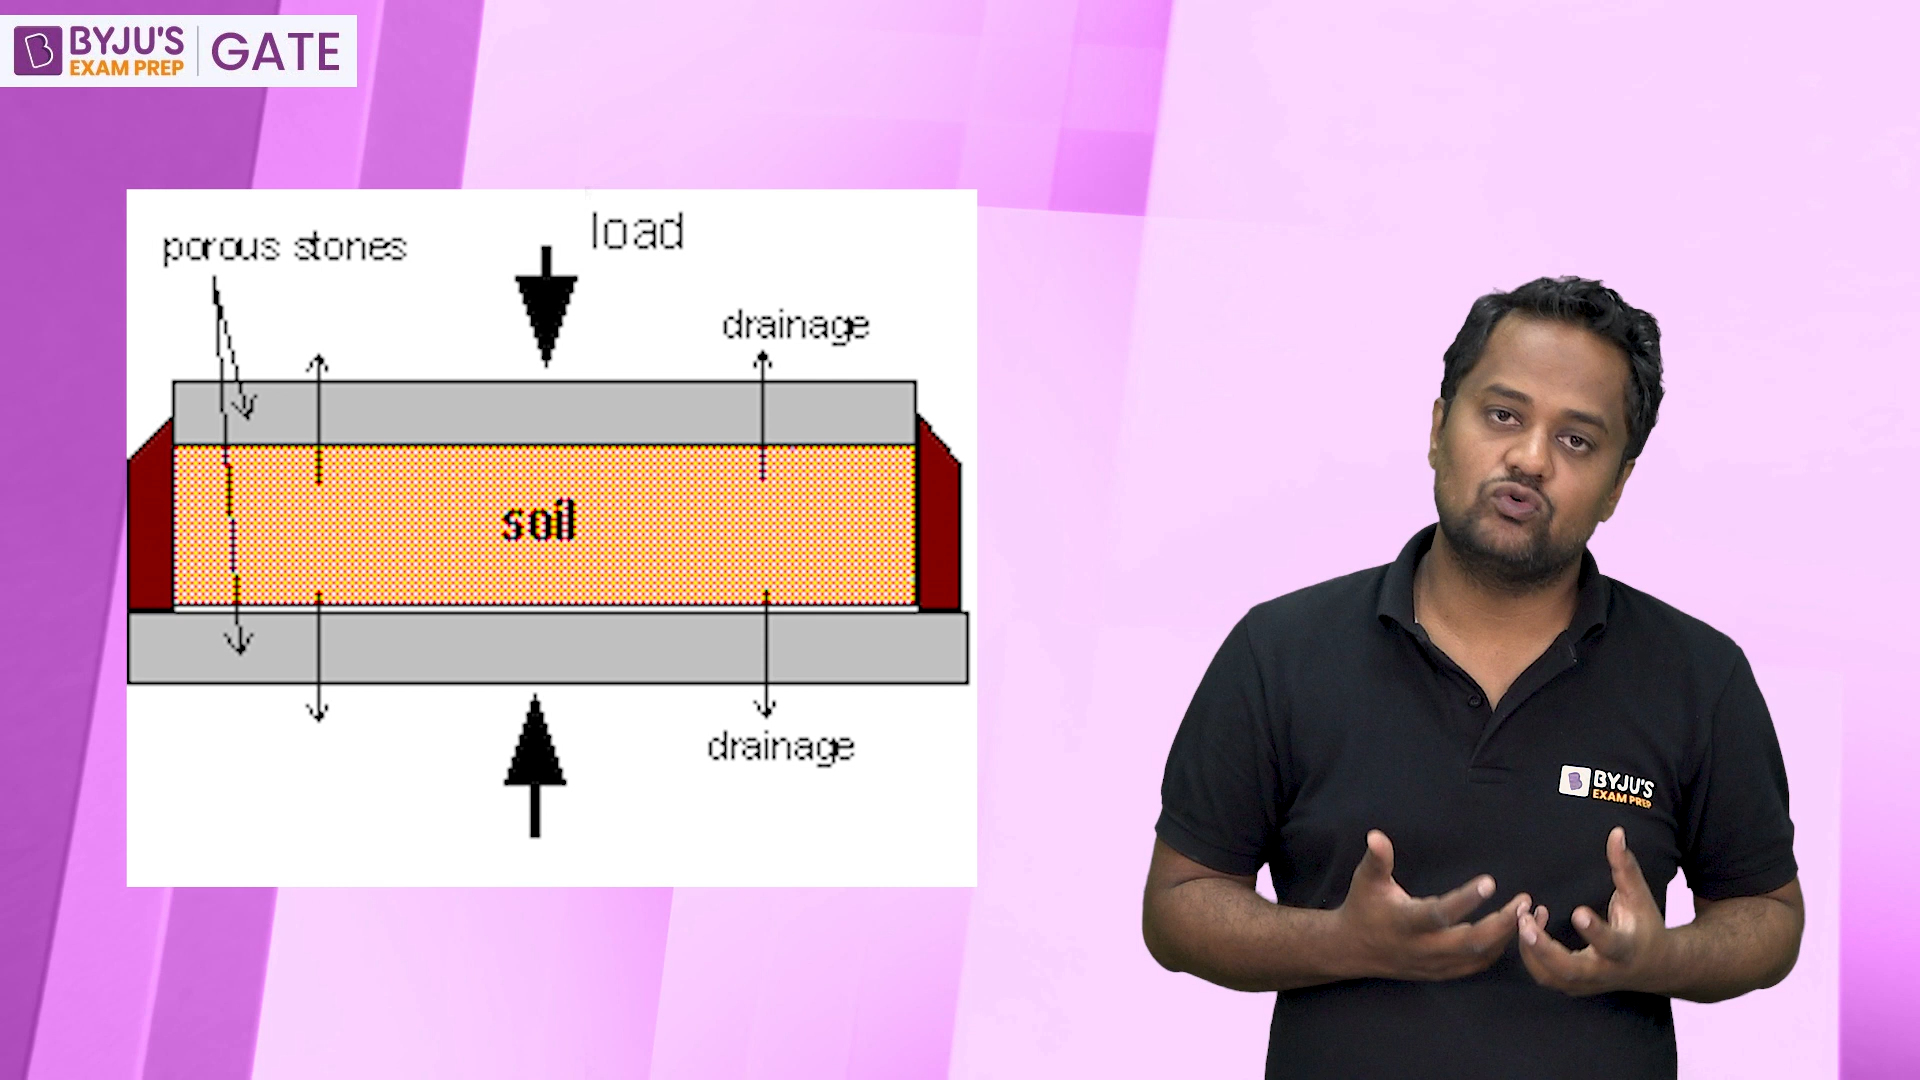 BYJU'S
EXAM PREP
GATE
load
porous stones
drainage
soil
drainage
BYJU'S
EXAM PREP